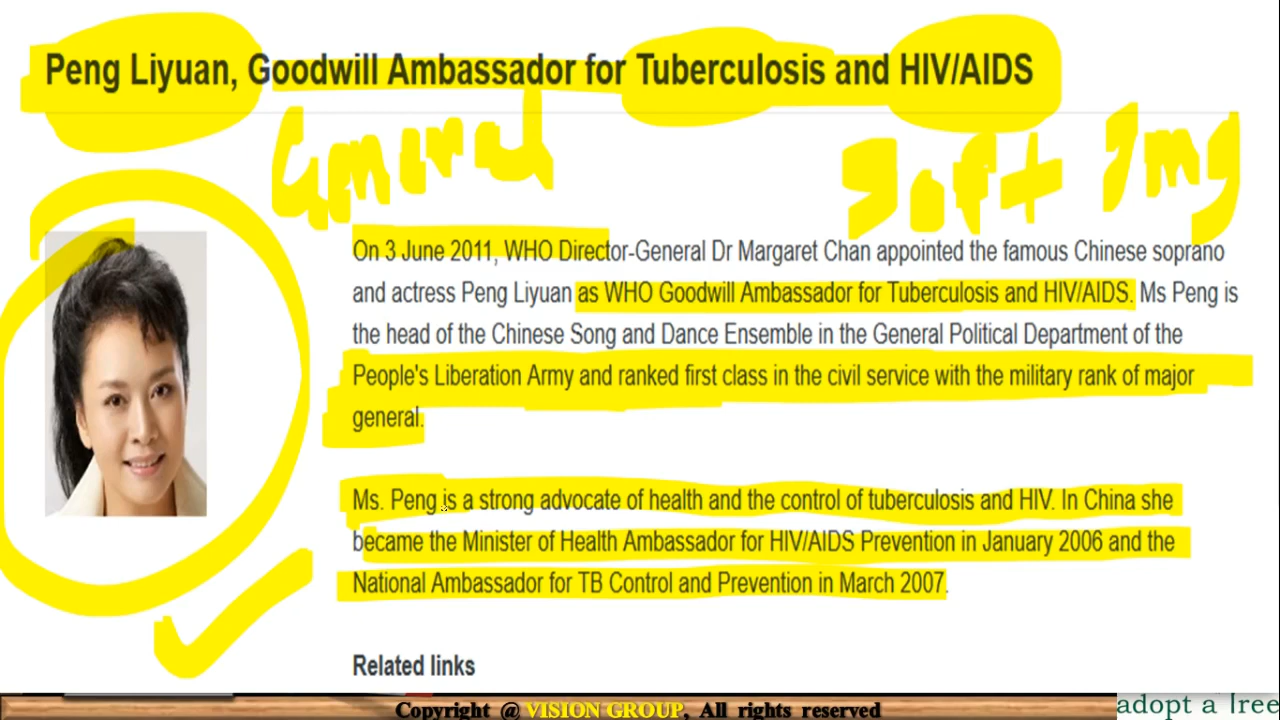 Peng Liyuan, Goodwill Ambassador for Tuberculosis and HIV/AIDS
General Soft Img
On 3 June 2011, WHO Director-General Dr Margaret Chan appointed the famous Chinese soprano
and actress Peng Liyuan as WHO Goodwill Ambassador for Tuberculosis and HIV/AIDS. Ms Peng is
the head of the Chinese Song and Dance Ensemble in the General Political Department of the
People's Liberation Army and ranked first class in the civil service with the military rank of major
general.
Ms. Peng is a strong advocate of health and the control of tuberculosis and HIV. In China she
became the Minister of Health Ambassador for HIV/AIDS Prevention in January 2006 and the
National Ambassador for TB Control and Prevention in March 2007.
Related links
Copyright @ VISION GROUP, All rights reserved
adopt a Tree